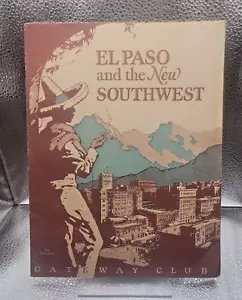 EL PASO
and the New
SOUTHWEST
GATEWAY CLUB